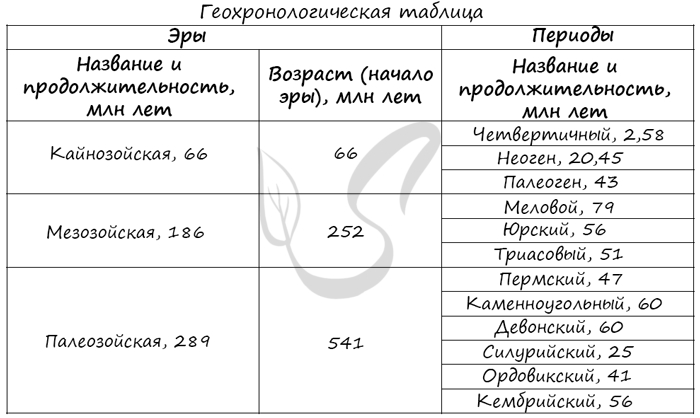 Геохронологическая таблица
Эры
Периоды
Название и
продолжительность,
млн лет
Возраст (начало
эры), млн лет
Название и
продолжительность,
млн лет
Кайнозойская, 66
66
Четвертичный, 2,58
Неоген, 20,45
Палеоген, 43
Мезозойская, 186
252
Меловой, 79
Юрский, 56
Триасовый, 51
Палеозойская, 289
541
Пермский, 47
Каменноугольный, 60
Девонский, 60
Силурийский, 25
Ордовикский, 41
Кембрийский, 56